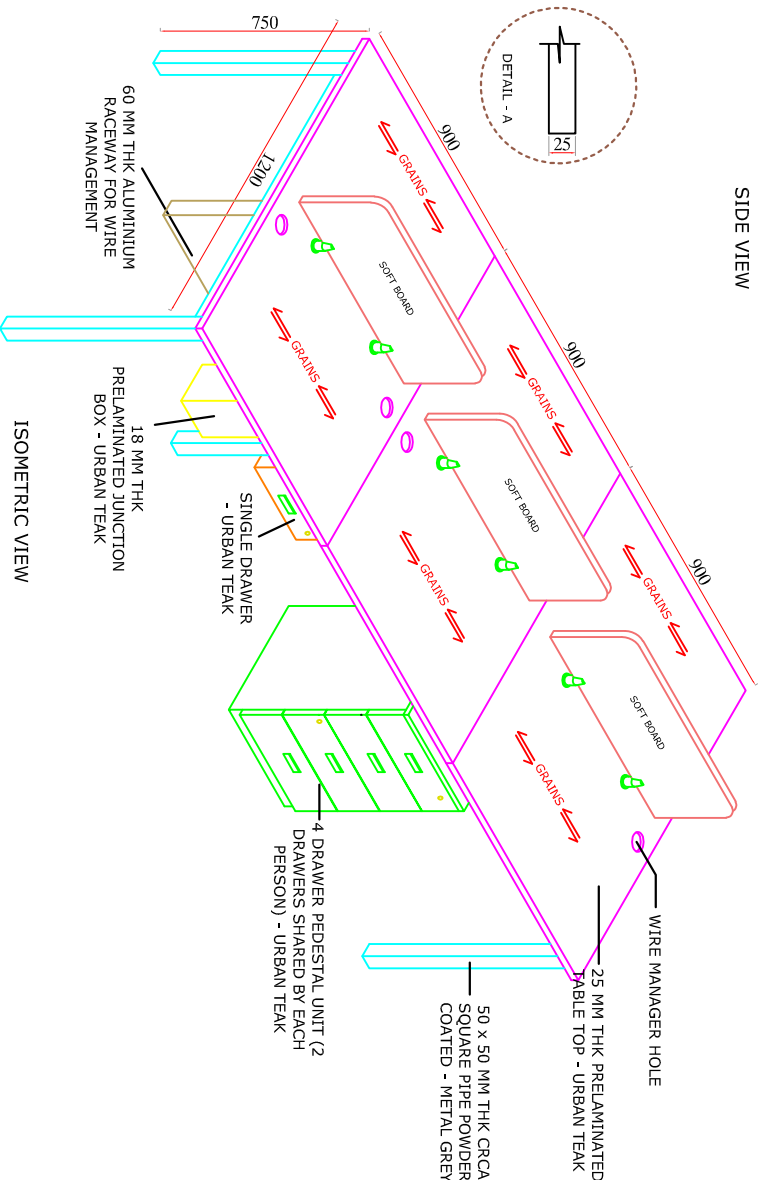 SIDE VIEW
DETAIL - A
25
750
900
900
900
1200
GRAINS
GRAINS
GRAINS
GRAINS
GRAINS
GRAINS
SOFT BOARD
SOFT BOARD
SOFT BOARD
WIRE MANAGER HOLE
25 MM THK PRELAMINATED
TABLE TOP - URBAN TEAK
50 x 50 MM THK CRCA
SQUARE PIPE POWDER
COATED - METAL GREY
4 DRAWER PEDESTAL UNIT (2
DRAWERS SHARED BY EACH
PERSON) - URBAN TEAK
SINGLE DRAWER
- URBAN TEAK
18 MM THK
PRELAMINATED JUNCTION
BOX - URBAN TEAK
60 MM THK ALUMINIUM
RACEWAY FOR WIRE
MANAGEMENT
ISOMETRIC VIEW